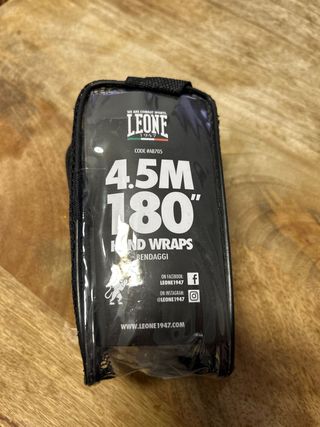 WE ARE COMBAT SPORTS
LEONE
1947
CODE #AB705
4.5M
180"
HAND WRAPS
BENDAGGI
ON FACEBOOK
LEONE1947
ON INSTAGRAM
@LEONE1947
WWW.LEONE1947.COM